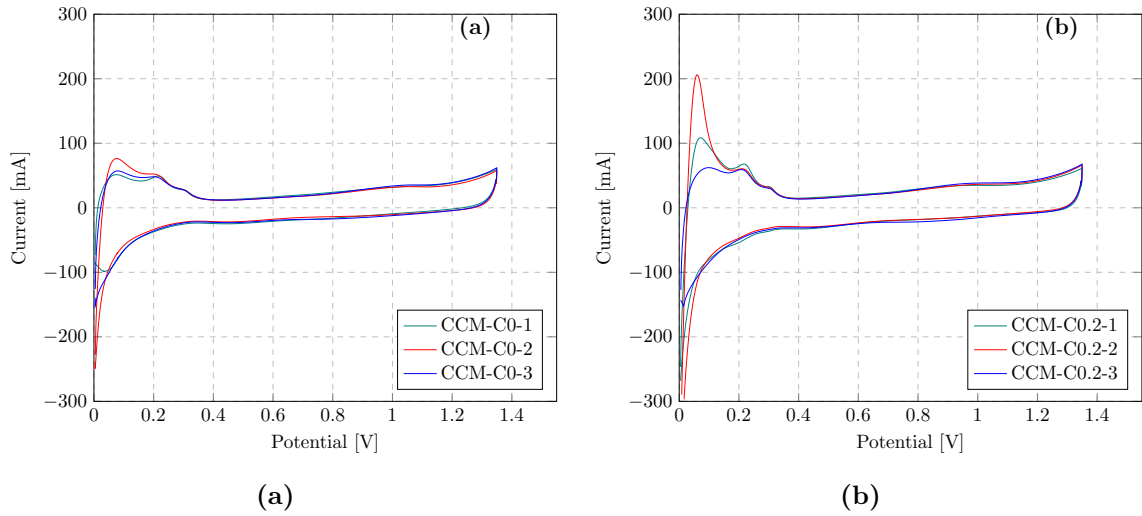 (a)
300
200
100
0
−100
−200
−300
Current [mA]
0
0.2
0.4
0.6
0.8
1
1.2
1.4
Potential [V]
CCM-C0-1
CCM-C0-2
CCM-C0-3
(a)
(b)
300
200
100
0
−100
−200
−300
Current [mA]
0
0.2
0.4
0.6
0.8
1
1.2
1.4
Potential [V]
CCM-C0.2-1
CCM-C0.2-2
CCM-C0.2-3
(b)